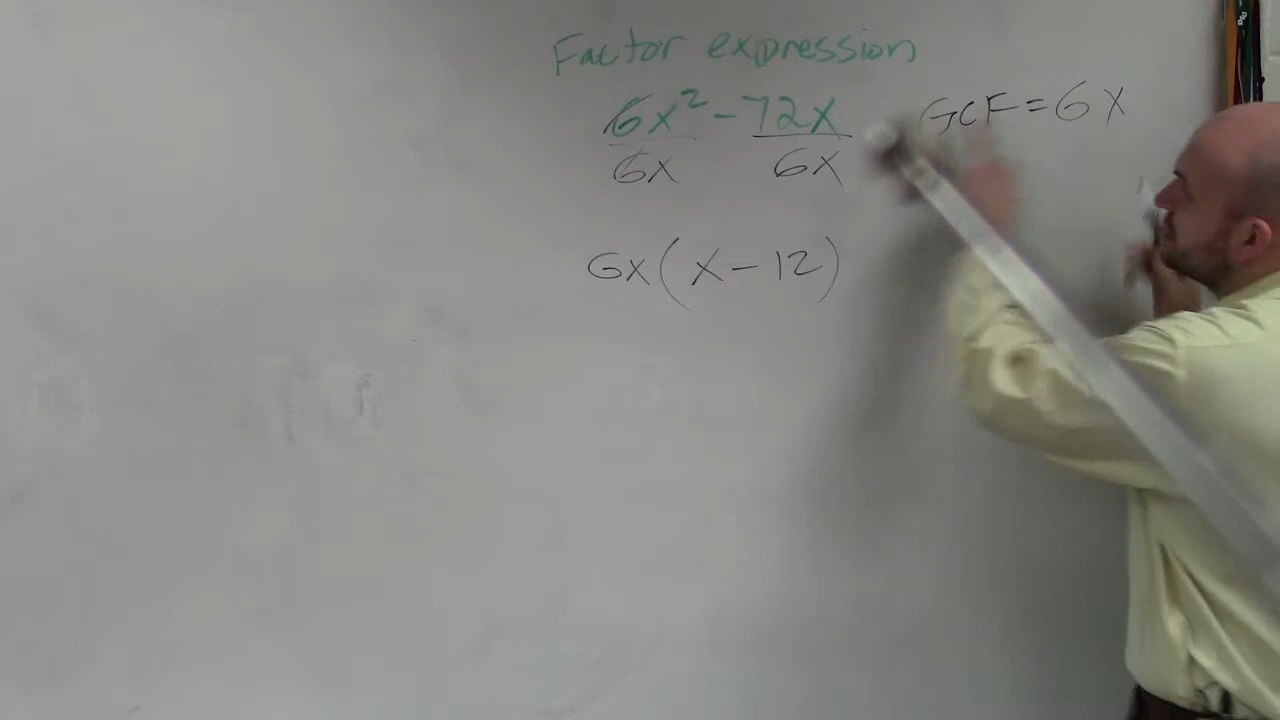 Factor expression
6x² - 72x GCF = 6x
6x 6x
6x(x - 12)